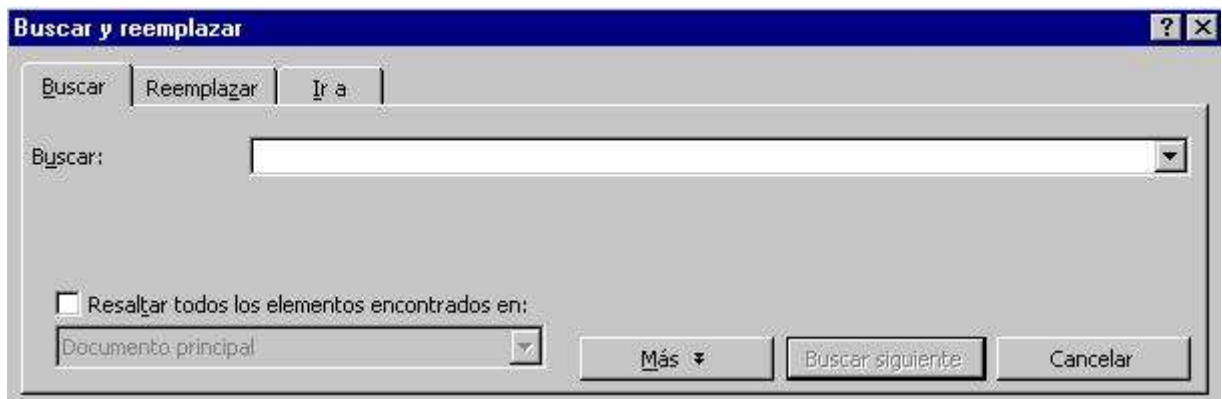 Buscar y reemplazar
Buscar Reemplazar Ir a
Buscar:
Resaltar todos los elementos encontrados en:
Documento principal
Más Buscar siguiente Cancelar